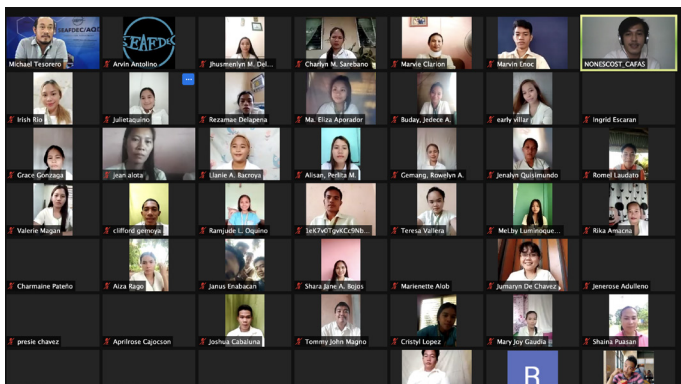 SEAFDEC/AQD
Michael Tesorero
SEAFDEC
Arvin Antolino
Jhusmenlyn M. Del...
Charlyn M. Sarebano
Marvie Clarion
Marvin Enoc
NONESCOST_CAFAS
Irish Rio
Julietaquino
Rezamae Delapena
Ma. Eliza Aporador
Buday, Jedece A.
early villar
Ingrid Escaran
Grace Gonzaga
jean alota
Llanie A. Bacroya
Alisan, Perlita M.
Gemang, Rowelyn A.
Jenalyn Quisimundo
Romel Laudato
Valerie Magan
clifford gemoya
Ramjude L. Oquino
Teresa Vallera
MeLby Luminoque...
Rika Amacna
Charmaine Pateño
Aiza Rago
Janus Enabacan
Shara Jane A. Bojos
Marienette Alob
Jumaryn De Chavez
Jenerose Adulleno
presie chavez
Aprilrose Cajocson
Joshua Cabaluna
Tommy John Magno
Cristyl Lopez
Mary Joy Gaudia
Shaina Puasan
B